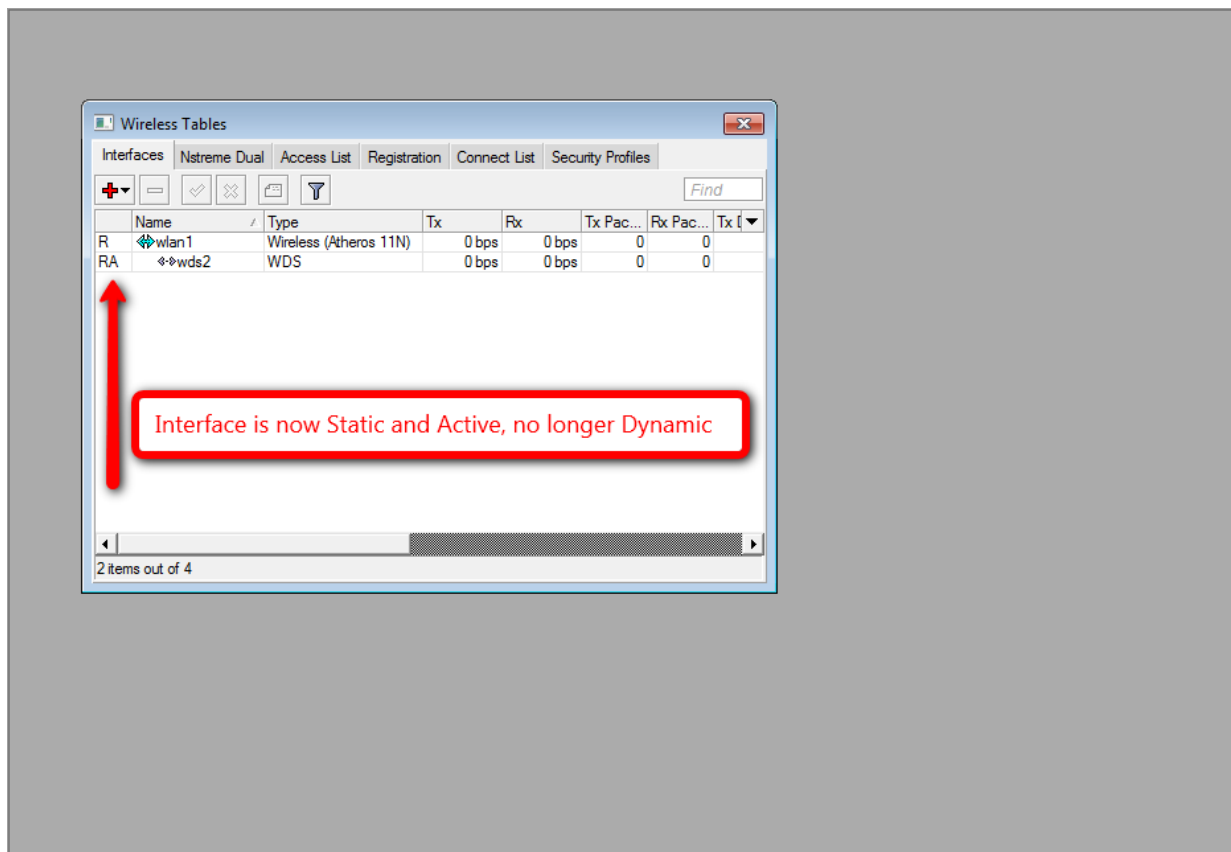 Wireless Tables
Interfaces Nstreme Dual Access List Registration Connect List Security Profiles
Find
Name Type Tx Rx Tx Pac... Rx Pac... Tx
R wlan1 Wireless (Atheros 11N) 0 bps 0 bps 0 0
RA wds2 WDS 0 bps 0 bps 0 0
Interface is now Static and Active, no longer Dynamic
2 items out of 4